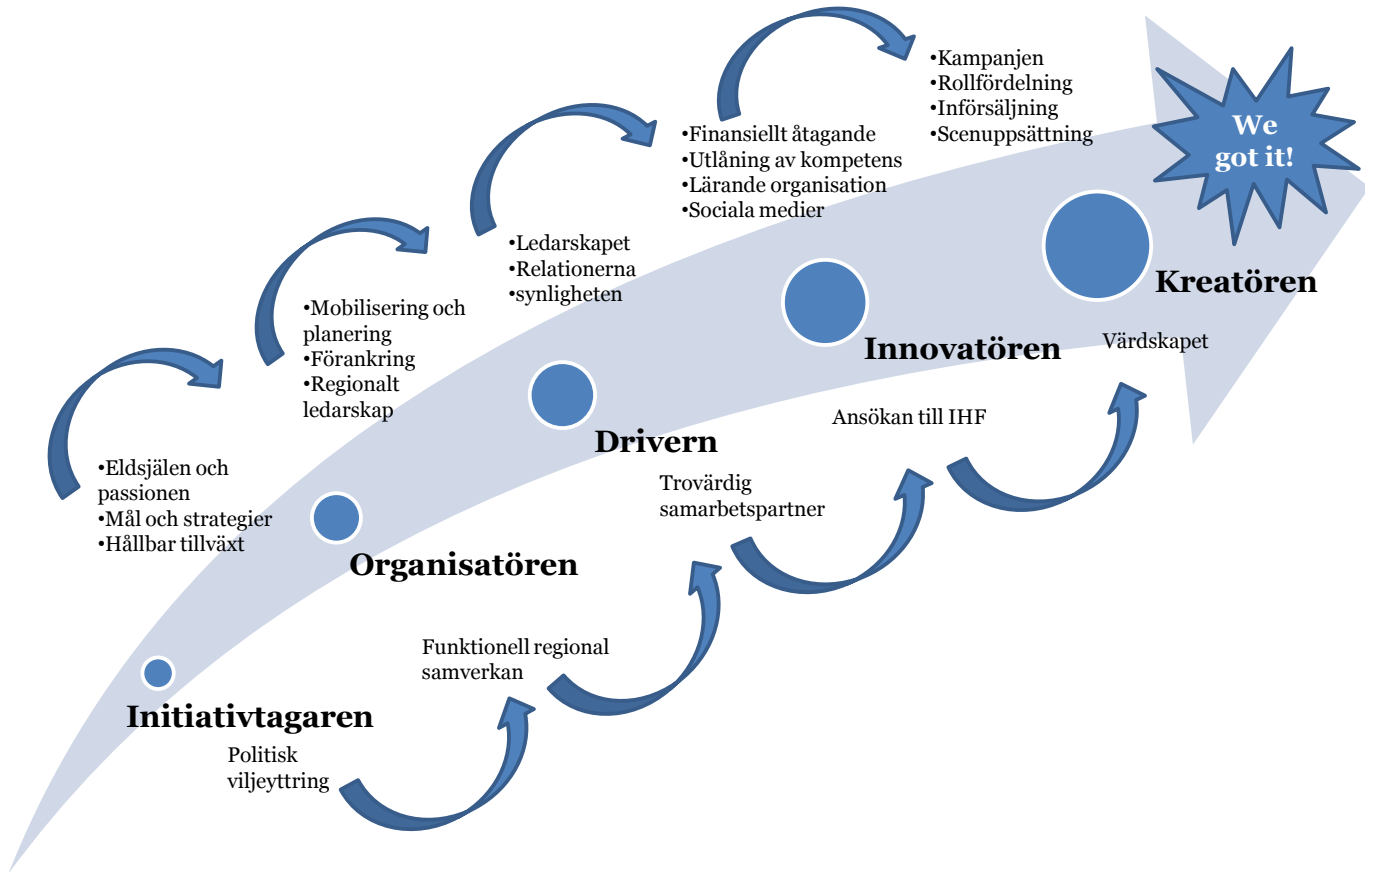 •Kampanjen
•Rollfördelning
•Införsäljning
•Scenuppsättning
We
got it!
•Finansiellt åtagande
•Utlåning av kompetens
•Lärande organisation
•Sociala medier
•Ledarskapet
•Relationerna
•synligheten
•Mobilisering och
planering
•Förankring
•Regionalt
ledarskap
•Eldsjälen och
passionen
•Mål och strategier
•Hållbar tillväxt
Kreatören
Värdskapet
Innovatören
Ansökan till IHF
Drivern
Trovärdig
samarbetspartner
Organisatören
Funktionell regional
samverkan
Initiativtagaren
Politisk
viljeyttring